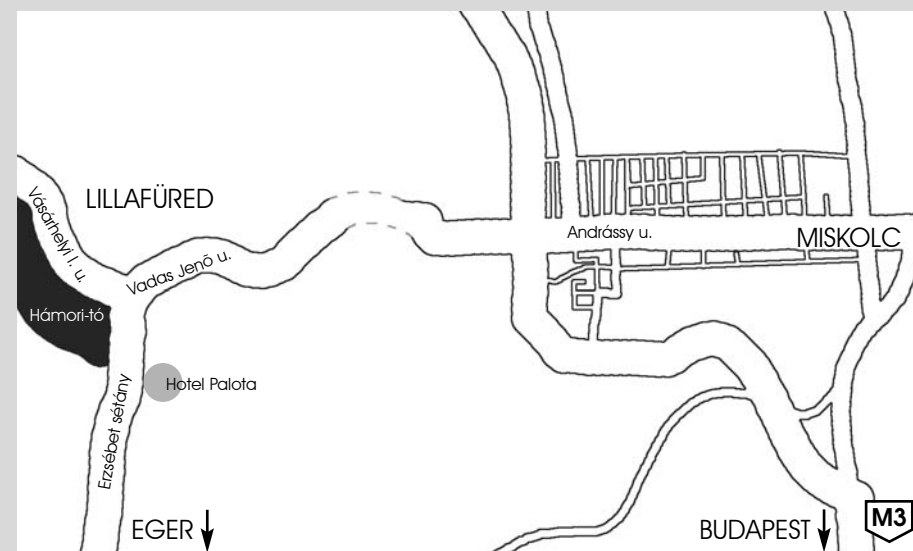 LILLAFÜRED
Vásárhelyi I. u.
Vadas Jenő u.
Andrássy u.
MISKOLC
Hámori-tó
Hotel Palota
Erzsébet sétány
EGER
BUDAPEST
M3